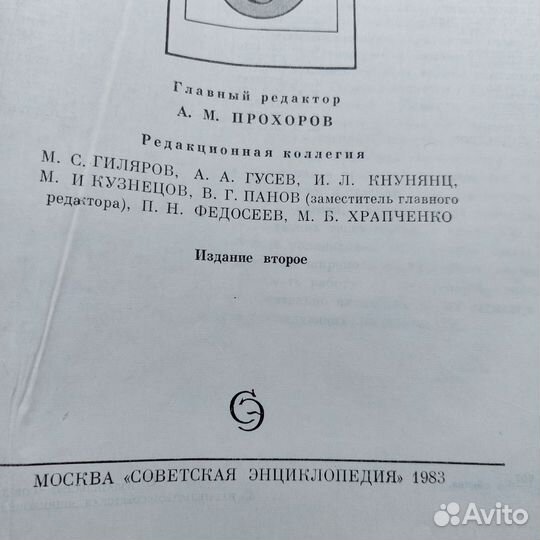 Главный редактор
А. М. ПРОХОРОВ
Редакционная коллегия
М. С. ГИЛЯРОВ, А. А. ГУСЕВ, И. Л. КНУНЯНЦ,
М. И КУЗНЕЦОВ, В. Г. ПАНОВ (заместитель главного
редактора), П. Н. ФЕДОСЕЕВ, М. Б. ХРАПЧЕНКО
Издание второе
СЭ
МОСКВА «СОВЕТСКАЯ ЭНЦИКЛОПЕДИЯ» 1983
Avito